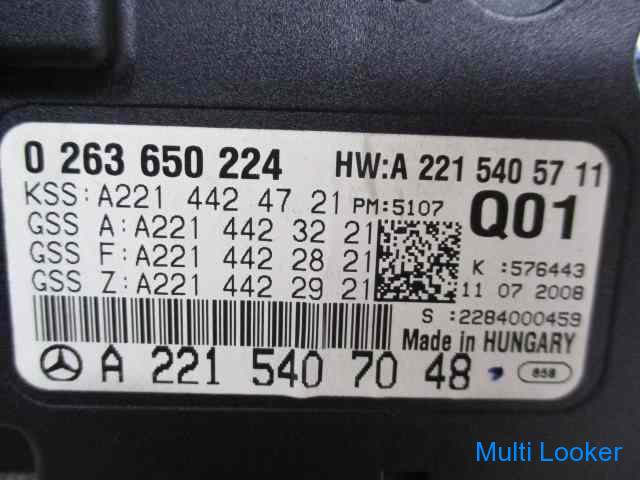 0 263 650 224 HW:A 221 540 57 11
KSS:A221 442 47 21 PM:5107 Q01
GSS A:A221 442 32 21
GSS F:A221 442 28 21 K :576443
GSS Z:A221 442 29 21 11 07 2008
S :2284000459
Made in HUNGARY
A 221 540 70 48 858
Multi Looker